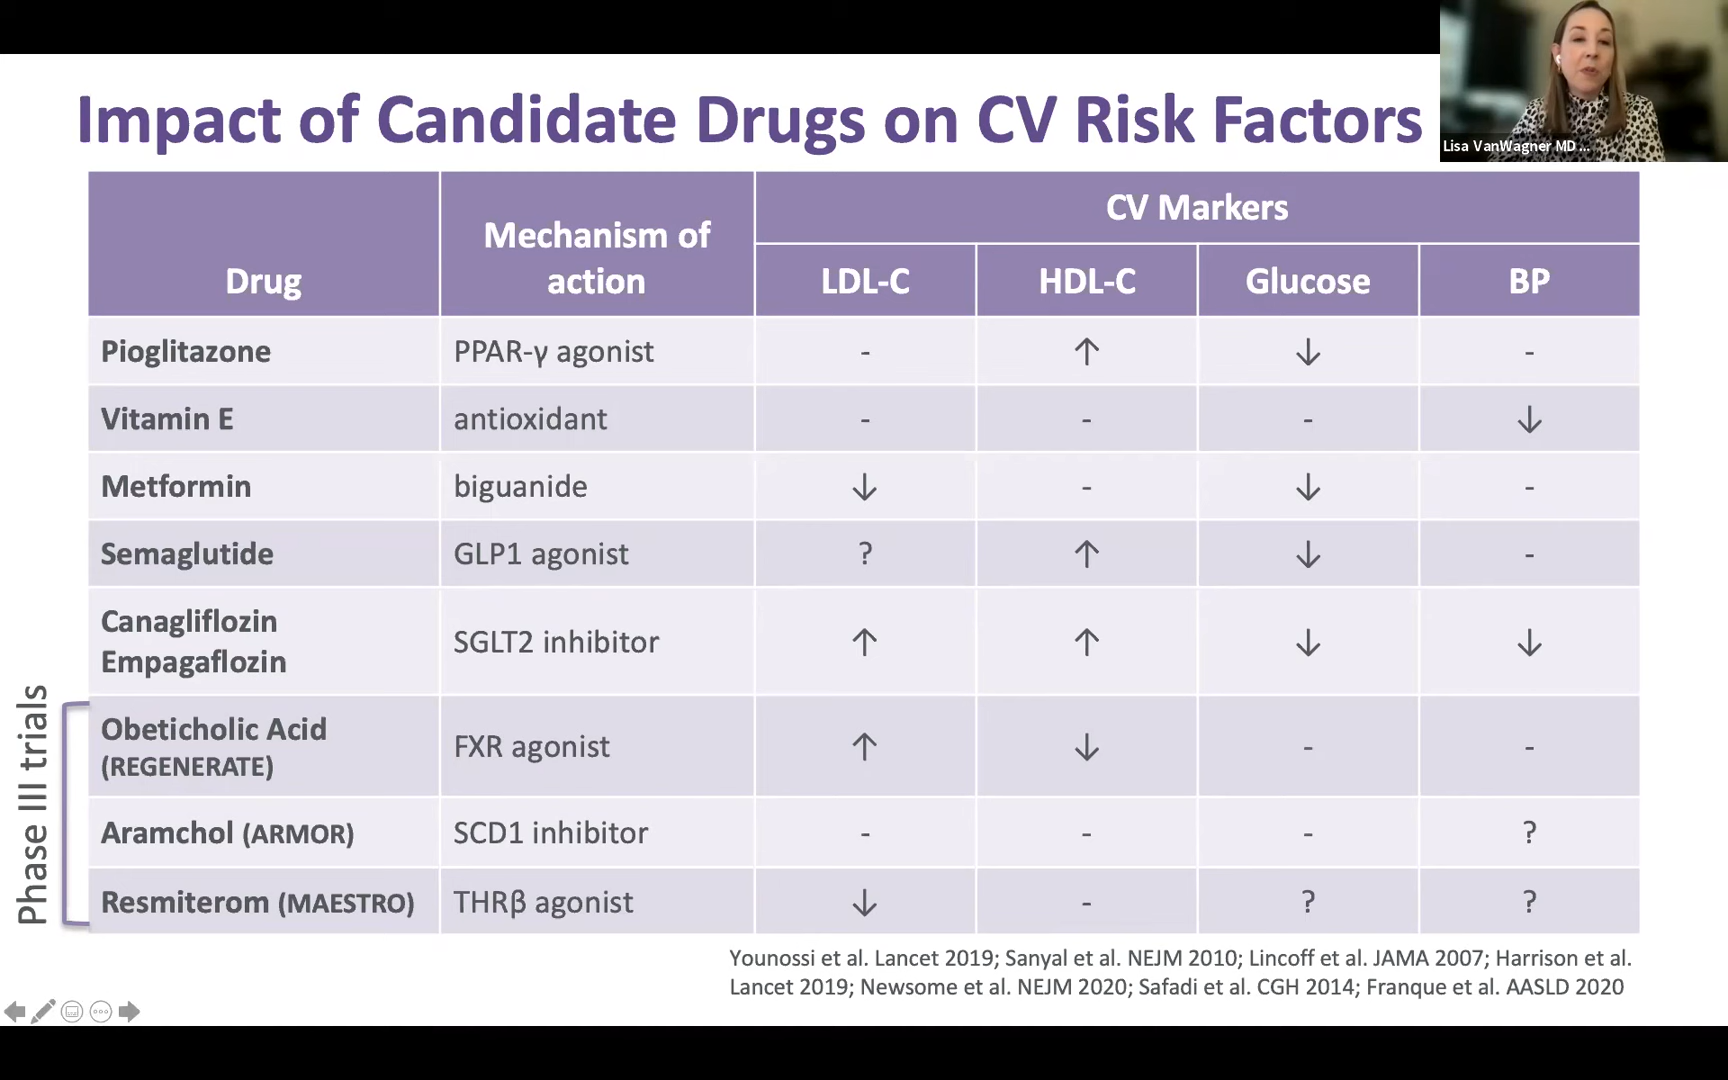 Impact of Candidate Drugs on CV Risk Factors
Lisa VanWagner MD ...
Drug
Mechanism of
action
CV Markers
LDL-C HDL-C Glucose BP
Pioglitazone PPAR-γ agonist - ↑ ↓ -
Vitamin E antioxidant - - - ↓
Metformin biguanide ↓ - ↓ -
Semaglutide GLP1 agonist ? ↑ ↓ -
Canagliflozin
Empagaflozin SGLT2 inhibitor ↑ ↑ ↓ ↓
Phase III trials
Obeticholic Acid
(REGENERATE) FXR agonist ↑ ↓ - -
Aramchol (ARMOR) SCD1 inhibitor - - - ?
Resmiterom (MAESTRO) THRβ agonist ↓ - ? ?
Younossi et al. Lancet 2019; Sanyal et al. NEJM 2010; Lincoff et al. JAMA 2007; Harrison et al.
Lancet 2019; Newsome et al. NEJM 2020; Safadi et al. CGH 2014; Franque et al. AASLD 2020